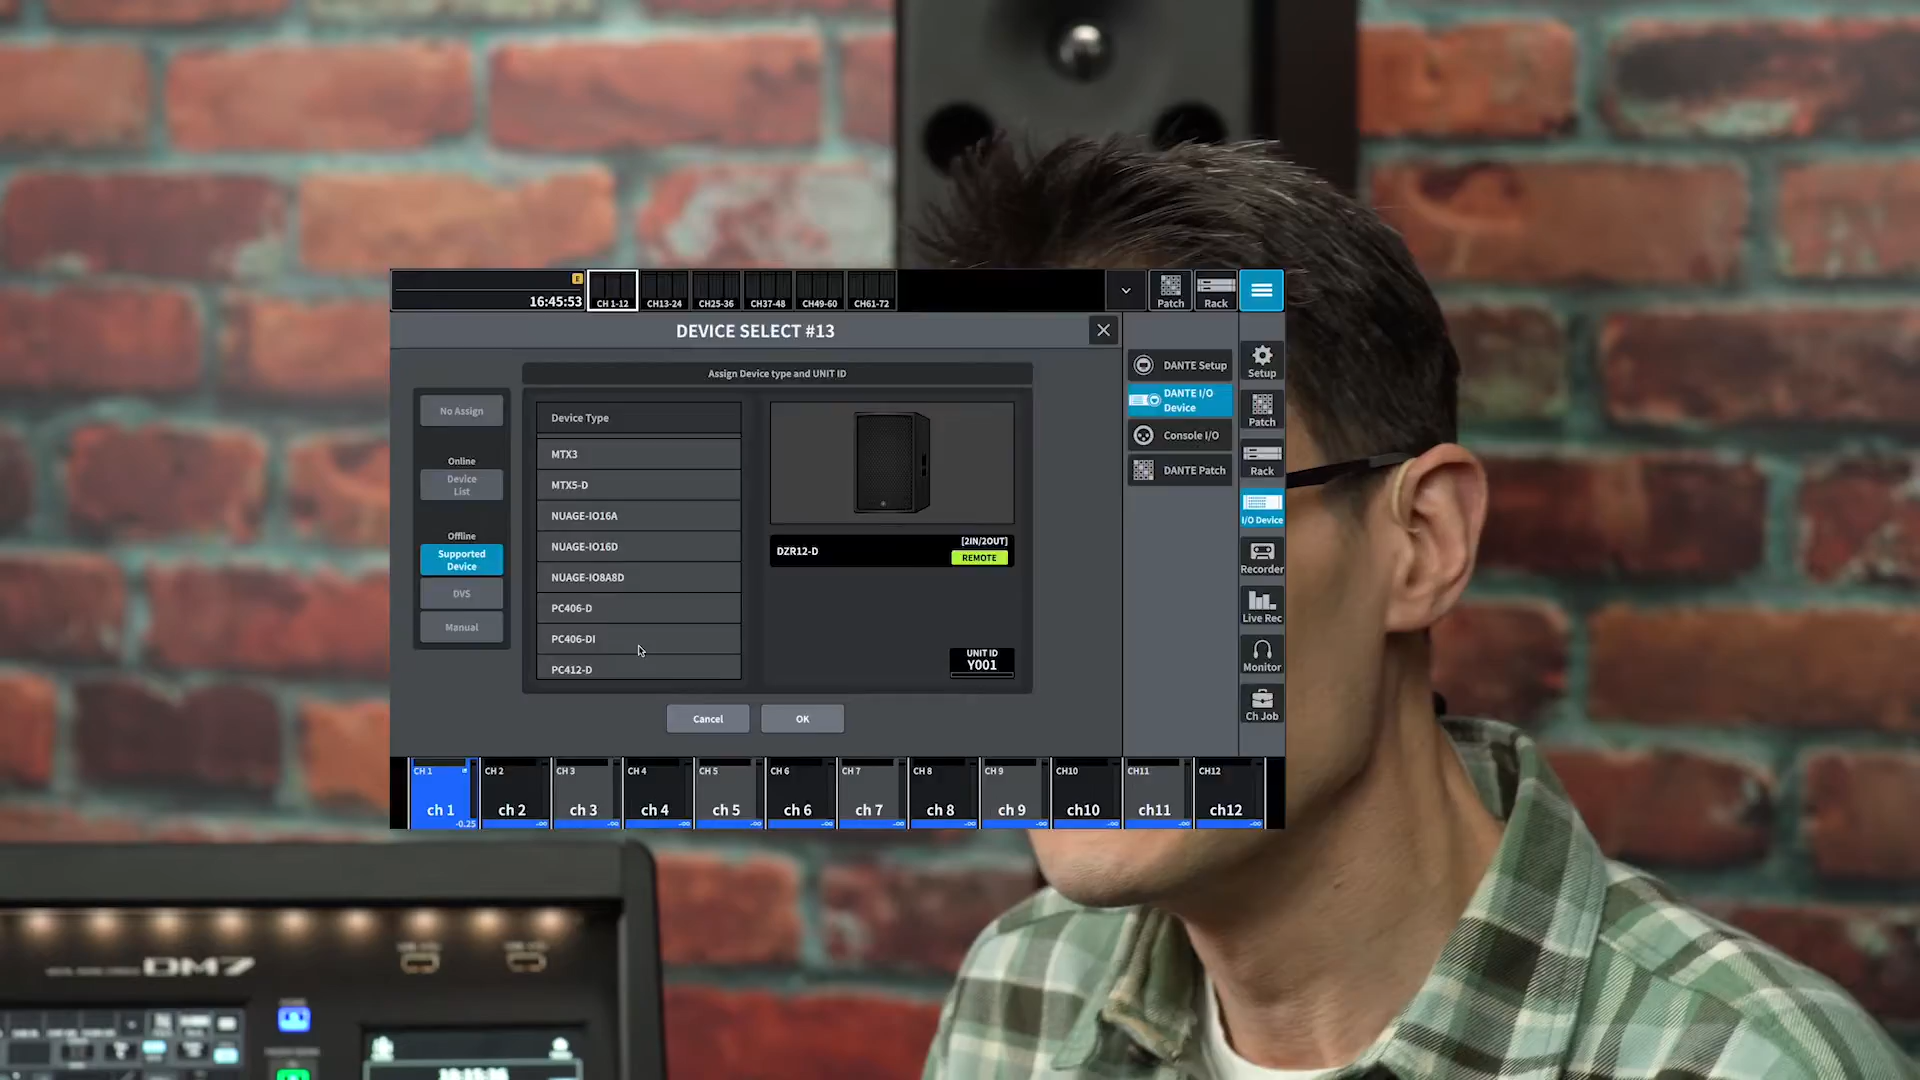 E
16:45:53
CH 1-12
CH13-24
CH25-36
CH37-48
CH49-60
CH61-72
Patch
Rack
DEVICE SELECT #13
Assign Device type and UNIT ID
No Assign
Online
Device
List
Offline
Supported
Device
DVS
Manual
Device Type
MTX3
MTX5-D
NUAGE-IO16A
NUAGE-IO16D
NUAGE-IO8A8D
PC406-D
PC406-DI
PC412-D
DZR12-D
[2IN/2OUT]
REMOTE
UNIT ID
Y001
Cancel
OK
DANTE Setup
DANTE I/O
Device
Console I/O
DANTE Patch
Setup
Patch
Rack
I/O Device
Recorder
Live Rec
Monitor
Ch Job
CH 1
ch 1
-0.25
CH 2
ch 2
-∞
CH 3
ch 3
-∞
CH 4
ch 4
-∞
CH 5
ch 5
-∞
CH 6
ch 6
-∞
CH 7
ch 7
-∞
CH 8
ch 8
-∞
CH 9
ch 9
-∞
CH10
ch10
-∞
CH11
ch11
-∞
CH12
ch12
-∞
DM7